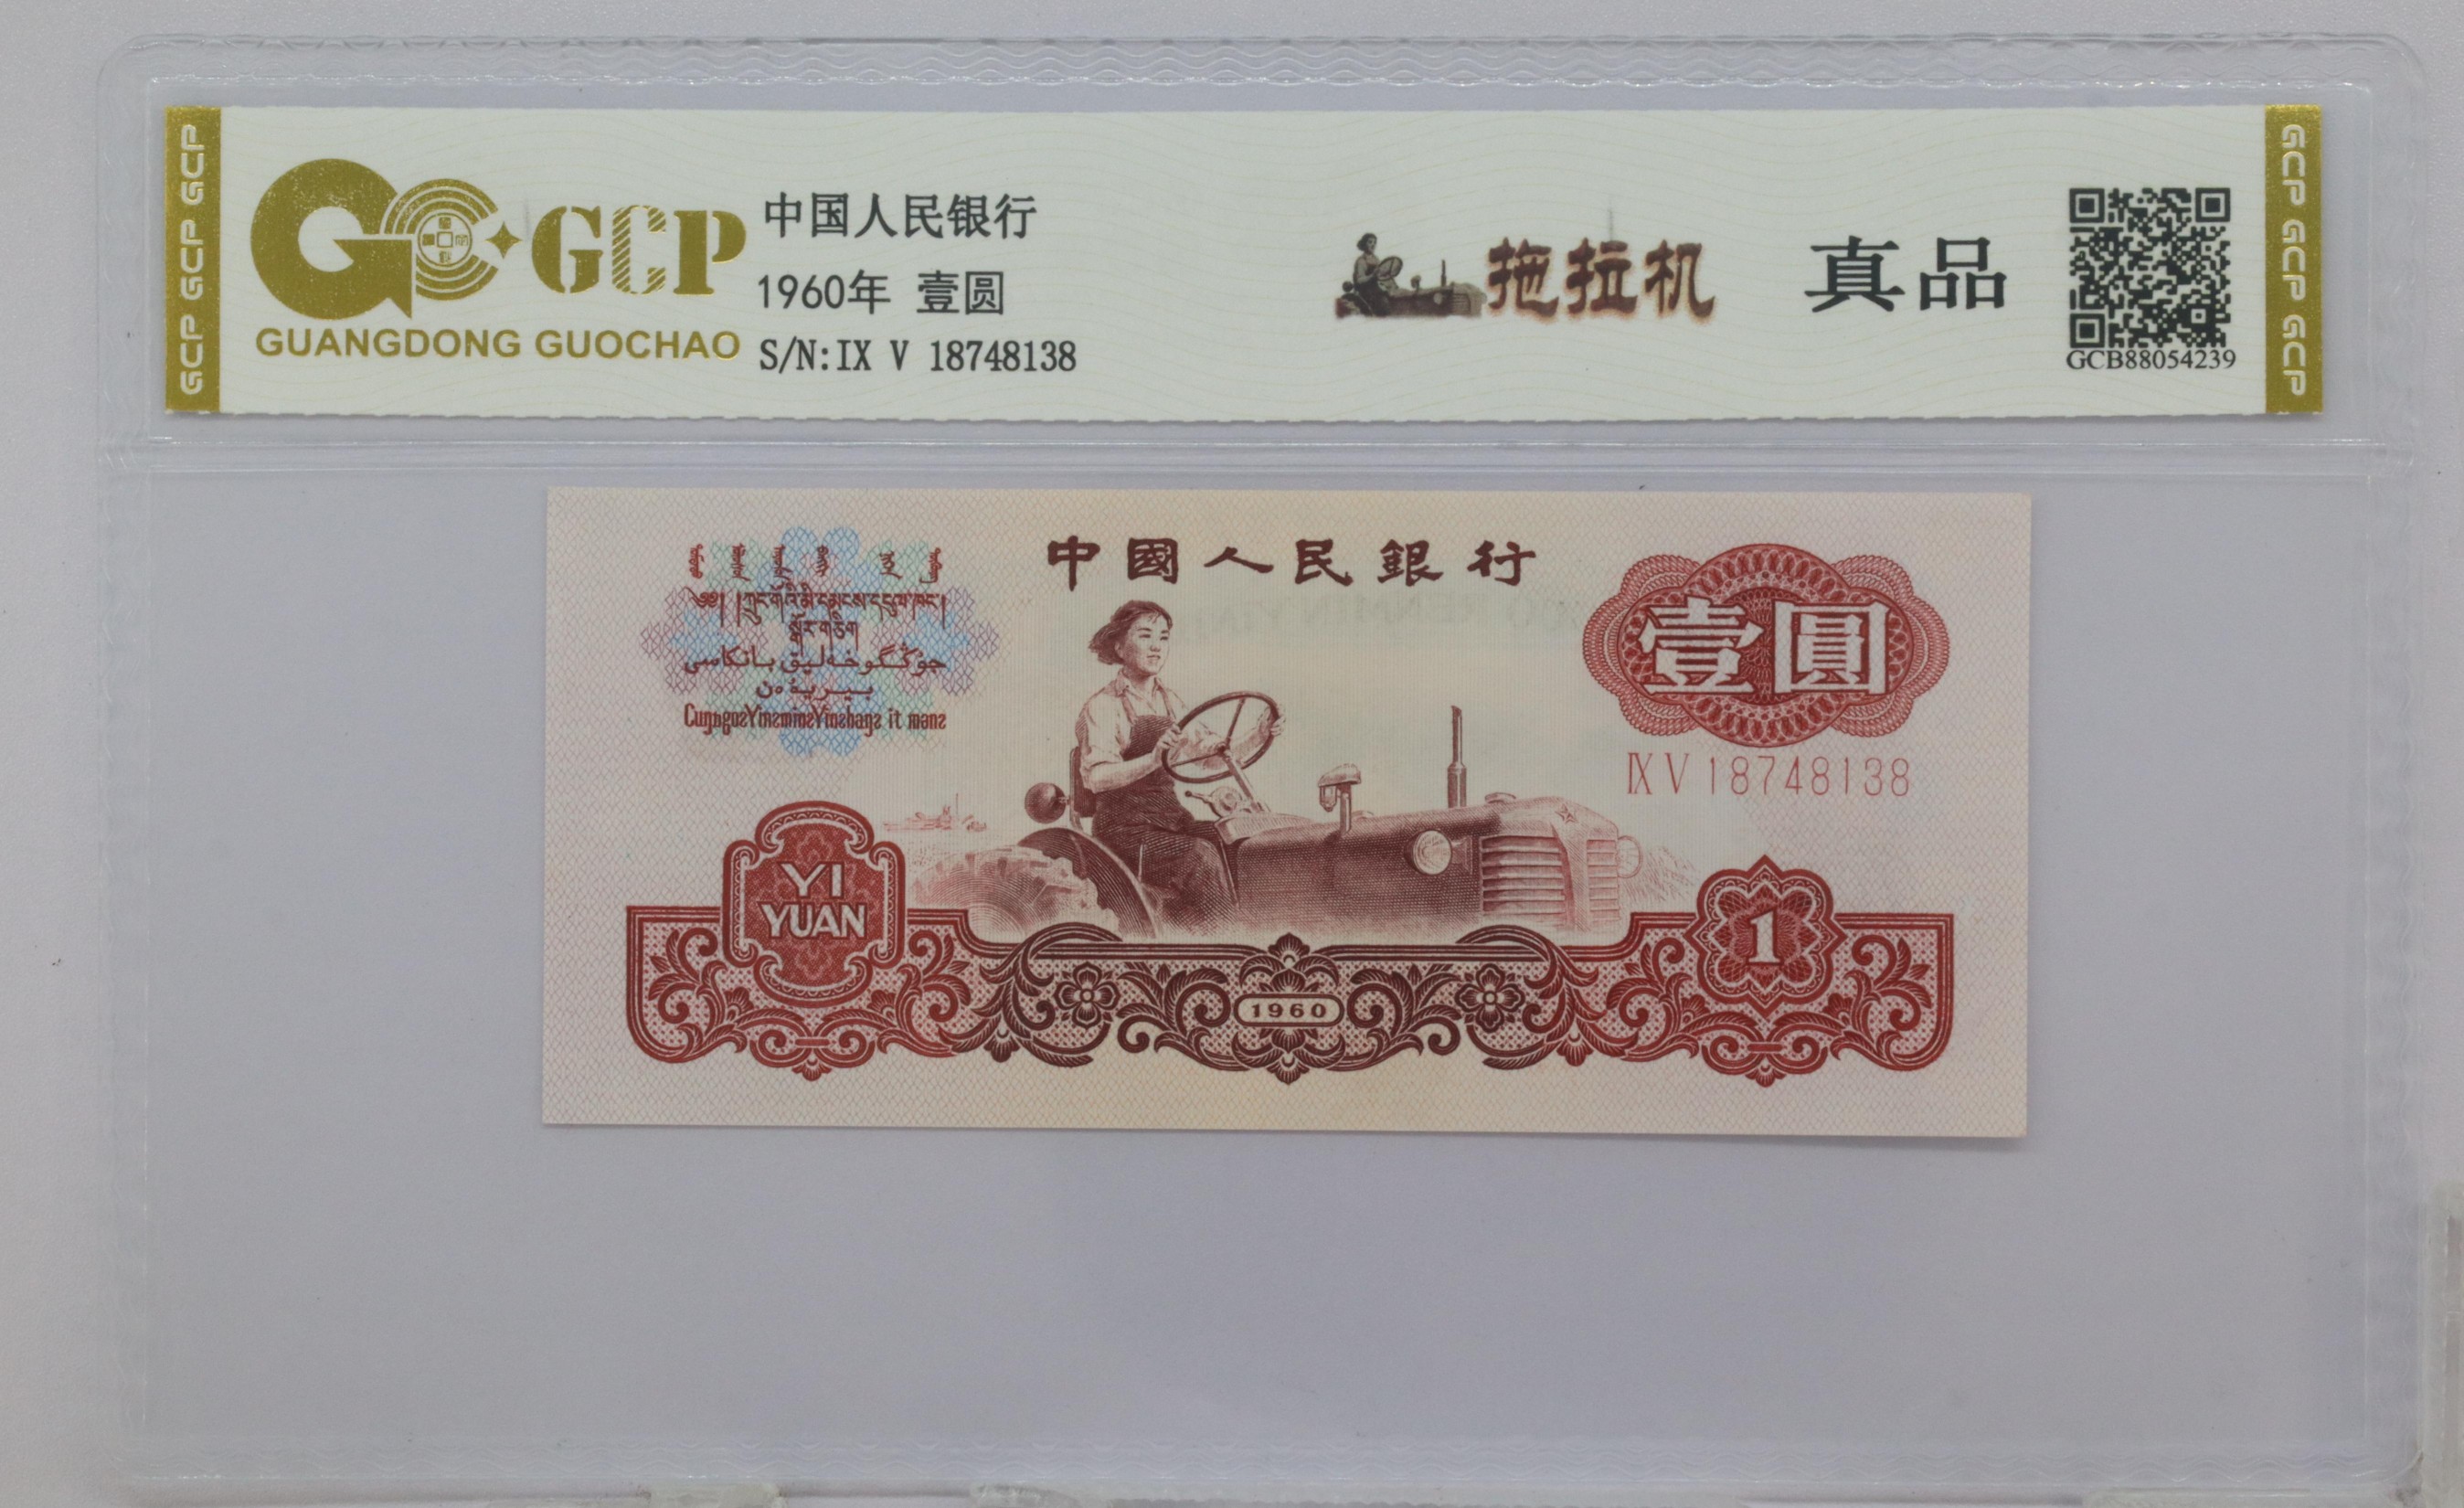 GCP GCP GCP
GCP
GUANGDONG GUOCHAO
中国人民银行
1960年 壹圆
S/N:IX V 18748138
拖拉机
真品
GCB88054239
GCP GCP GCP
中國人民銀行
壹圓
IX V 18748138
YI
YUAN
1
1960